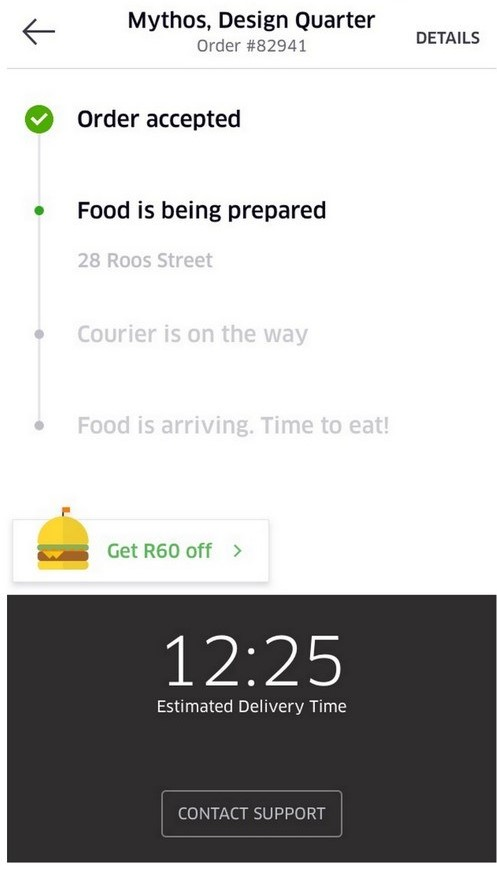 Mythos, Design Quarter
Order #82941
DETAILS
Order accepted
Food is being prepared
28 Roos Street
Courier is on the way
Food is arriving. Time to eat!
Get R60 off
12:25
Estimated Delivery Time
CONTACT SUPPORT